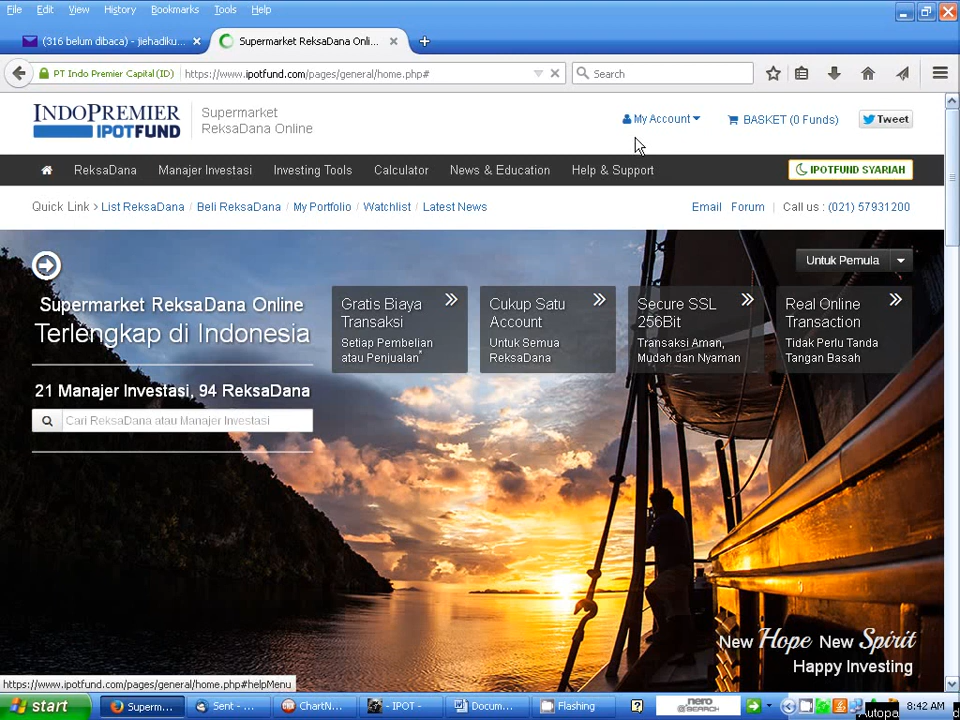 File Edit View History Bookmarks Tools Help
(316 belum dibaca) - jiehadiku...
Supermarket ReksaDana Onli...
PT Indo Premier Capital (ID)
https://www.ipotfund.com/pages/general/home.php#
Search
INDOPREMIER
IPOTFUND
Supermarket
ReksaDana Online
My Account
BASKET (0 Funds)
Tweet
ReksaDana Manajer Investasi Investing Tools Calculator News & Education Help & Support
IPOTFUND SYARIAH
Quick Link > List ReksaDana / Beli ReksaDana / My Portfolio / Watchlist / Latest News
Email Forum | Call us : (021) 57931200
Untuk Pemula
Supermarket ReksaDana Online
Terlengkap di Indonesia
21 Manajer Investasi, 94 ReksaDana
Cari ReksaDana atau Manajer Investasi
Gratis Biaya
Transaksi
Setiap Pembelian
atau Penjualan*
Cukup Satu
Account
Untuk Semua
ReksaDana
Secure SSL
256Bit
Transaksi Aman,
Mudah dan Nyaman
Real Online
Transaction
Tidak Perlu Tanda
Tangan Basah
New Hope New Spirit
Happy Investing
https://www.ipotfund.com/pages/general/home.php#helpMenu
start
Superm...
Sent - ...
ChartN...
- IPOT -
Docum...
Flashing
nero
@SEARCH
8:42 AM